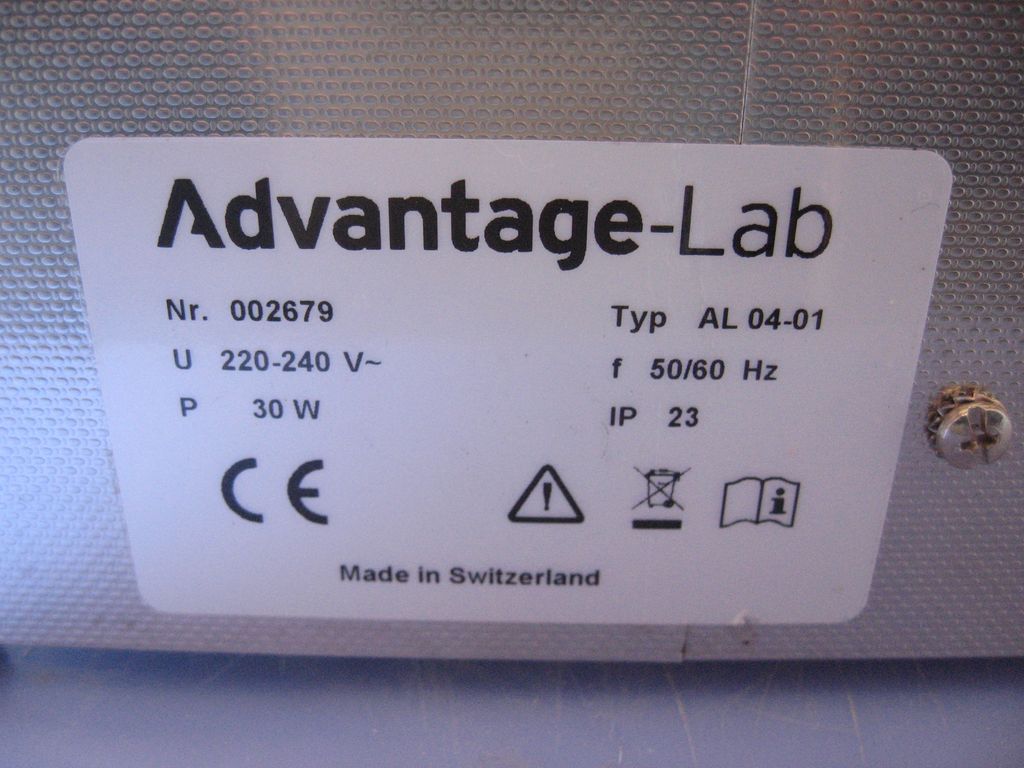 Advantage-Lab
Nr. 002679 Typ AL 04-01
U 220-240 V~ f 50/60 Hz
P 30 W IP 23
CE
Made in Switzerland